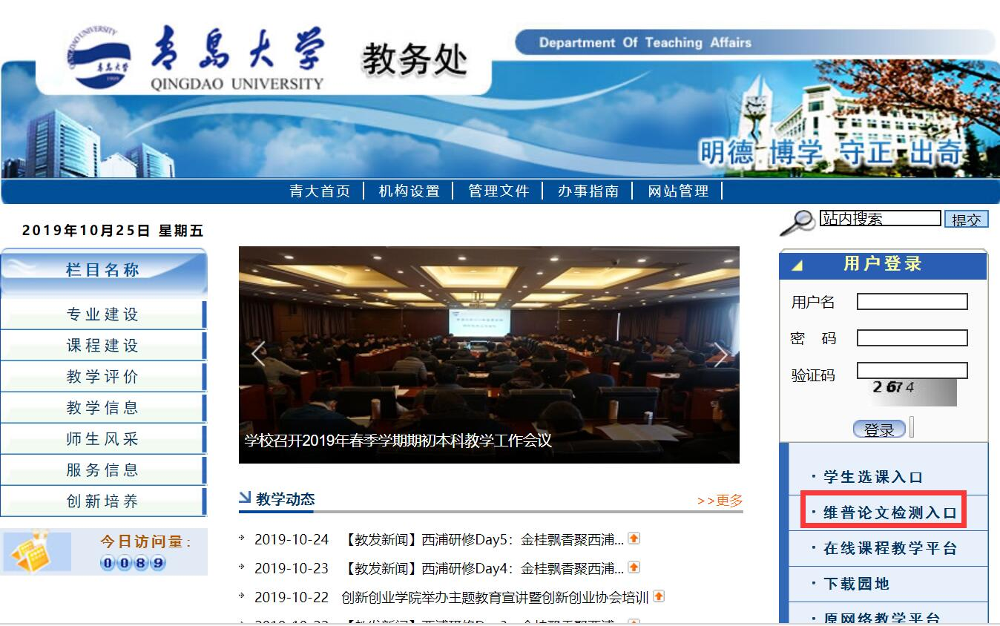 QINGDAO UNIVERSITY
青岛大学
1909
青岛大学
QINGDAO UNIVERSITY
教务处
Department Of Teaching Affairs
明德 博学 守正 出奇
青大首页
机构设置
管理文件
办事指南
网站管理
2019年10月25日 星期五
站内搜索
提交
栏目名称
专业建设
课程建设
教学评价
教学信息
师生风采
服务信息
创新培养
今日访问量:
0089
学校召开2019年春季学期期初本科教学工作会议
教学动态
>>更多
2019-10-24 【教发新闻】西浦研修Day5：金桂飘香聚西浦...
2019-10-23 【教发新闻】西浦研修Day4：金桂飘香聚西浦...
2019-10-22 创新创业学院举办主题教育宣讲暨创新创业协会培训
用户登录
用户名
密 码
验证码
2674
登录
· 学生选课入口
· 维普论文检测入口
· 在线课程教学平台
· 下载园地
· 原网络教学平台